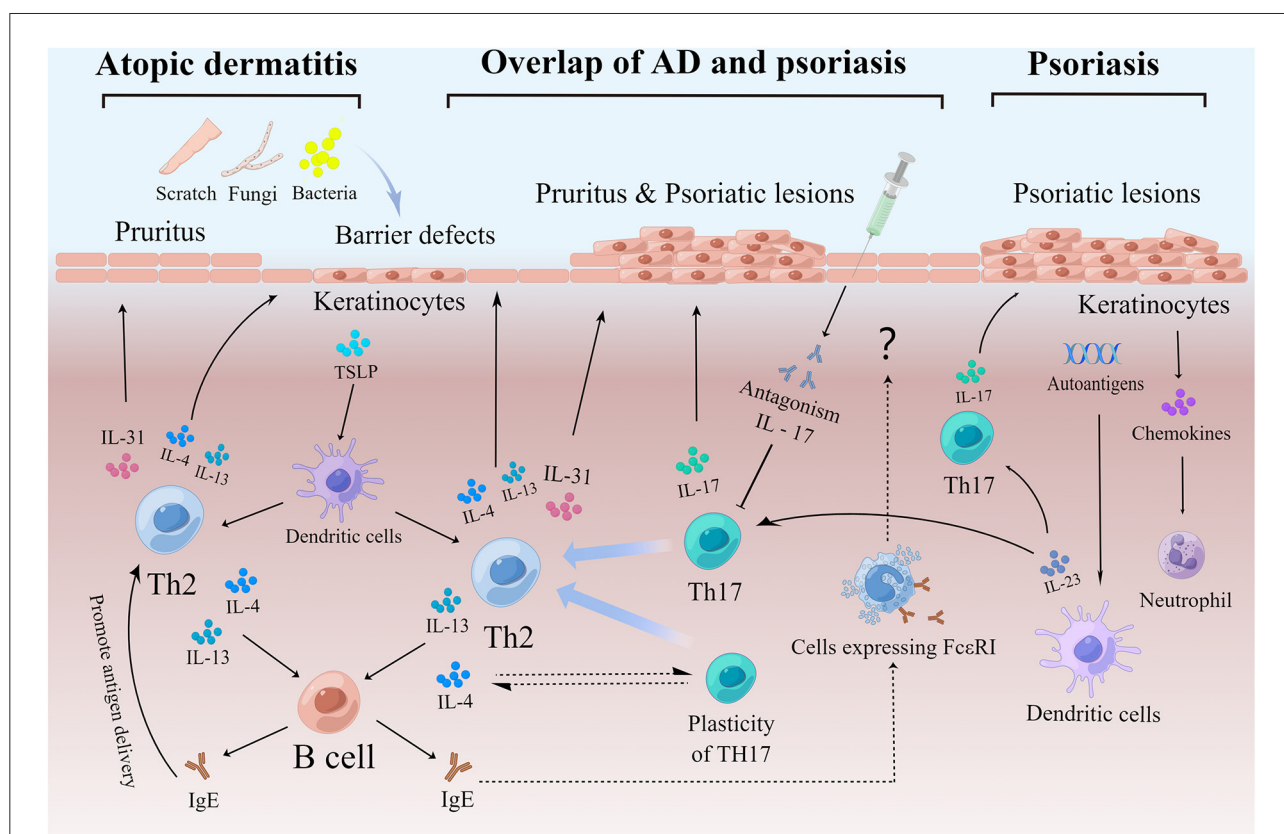 Atopic dermatitis
Overlap of AD and psoriasis
Psoriasis
Scratch
Fungi
Bacteria
Pruritus
Barrier defects
Pruritus & Psoriatic lesions
Psoriatic lesions
Keratinocytes
Keratinocytes
TSLP
IL-31
IL-4
IL-13
Dendritic cells
Th2
IL-4
IL-13
Promote antigen delivery
B cell
IgE
IgE
IL-4
IL-13
IL-31
Th2
IL-13
IL-4
IL-17
Th17
Antagonism
IL - 17
?
Plasticity
of TH17
Cells expressing FcεRI
IL-17
Th17
Autoantigens
Chemokines
IL-23
Neutrophil
Dendritic cells